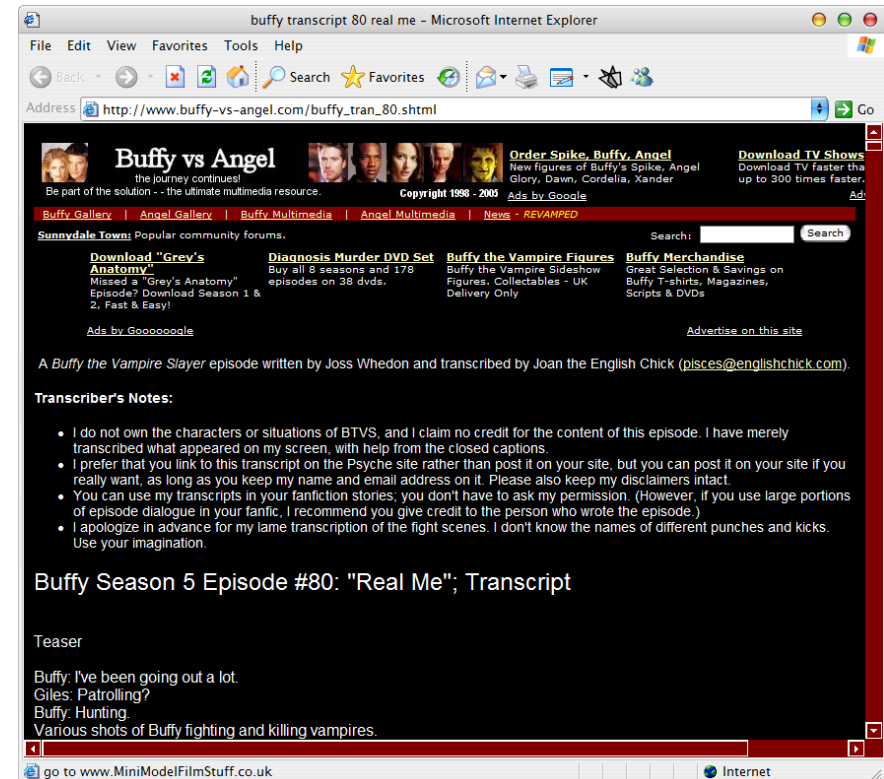 buffy transcript 80 real me – Microsoft Internet Explorer
File Edit View Favorites Tools Help
Back Search Favorites
Address http://www.buffy-vs-angel.com/buffy_tran_80.shtml Go
Buffy vs Angel
the journey continues!
Be part of the solution - - the ultimate multimedia resource.
Copyright 1998 - 2005
Order Spike, Buffy, Angel
New figures of Buffy's Spike, Angel
Glory, Dawn, Cordelia, Xander
Ads by Google
Download TV Shows
Download TV faster tha
up to 300 times faster.
Ad
Buffy Gallery | Angel Gallery | Buffy Multimedia | Angel Multimedia | News - REVAMPED
Sunnydale Town: Popular community forums. Search: Search
Download "Grey's
Anatomy"
Missed a "Grey's Anatomy"
Episode? Download Season 1 &
2, Fast & Easy!
Diagnosis Murder DVD Set
Buy all 8 seasons and 178
episodes on 38 dvds.
Buffy the Vampire Figures
Buffy the Vampire Sideshow
Figures. Collectables - UK
Delivery Only
Buffy Merchandise
Great Selection & Savings on
Buffy T-shirts, Magazines,
Scripts & DVDs
Ads by Goooooogle Advertise on this site
A Buffy the Vampire Slayer episode written by Joss Whedon and transcribed by Joan the English Chick (pisces@englishchick.com).
Transcriber's Notes:
• I do not own the characters or situations of BTVS, and I claim no credit for the content of this episode. I have merely
transcribed what appeared on my screen, with help from the closed captions.
• I prefer that you link to this transcript on the Psyche site rather than post it on your site, but you can post it on your site if you
really want, as long as you keep my name and email address on it. Please also keep my disclaimers intact.
• You can use my transcripts in your fanfiction stories; you don't have to ask my permission. (However, if you use large portions
of episode dialogue in your fanfic, I recommend you give credit to the person who wrote the episode.)
• I apologize in advance for my lame transcription of the fight scenes. I don't know the names of different punches and kicks.
Use your imagination.
Buffy Season 5 Episode #80: "Real Me"; Transcript
Teaser
Buffy: I've been going out a lot.
Giles: Patrolling?
Buffy: Hunting.
Various shots of Buffy fighting and killing vampires.
go to www.MiniModelFilmStuff.co.uk Internet